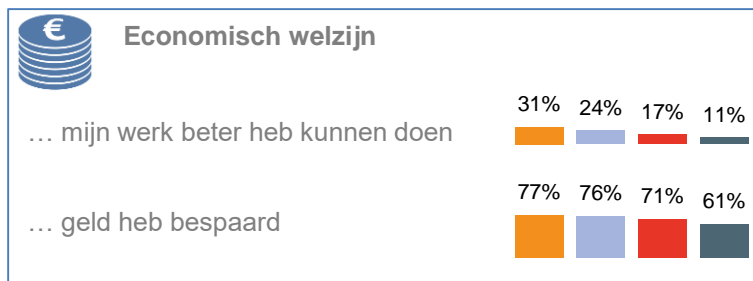 €
Economisch welzijn
… mijn werk beter heb kunnen doen
31% 24% 17% 11%
… geld heb bespaard
77% 76% 71% 61%